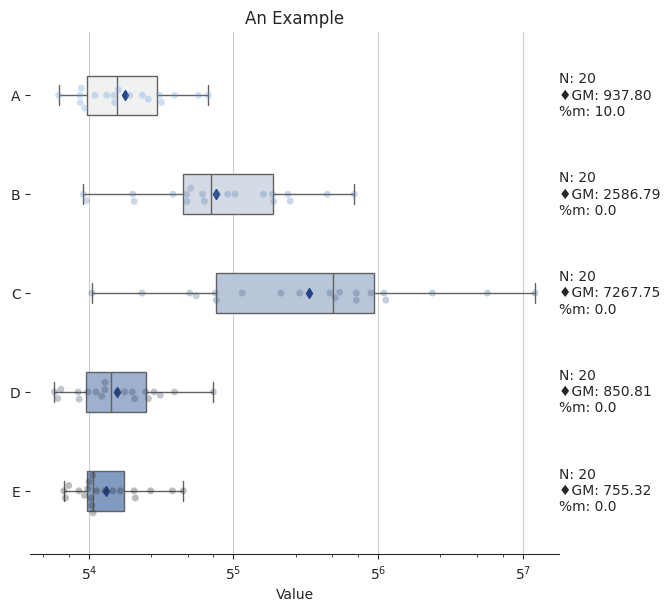 An Example
A
N: 20
♦GM: 937.80
%m: 10.0
B
N: 20
♦GM: 2586.79
%m: 0.0
C
N: 20
♦GM: 7267.75
%m: 0.0
D
N: 20
♦GM: 850.81
%m: 0.0
E
N: 20
♦GM: 755.32
%m: 0.0
5⁴ 5⁵ 5⁶ 5⁷
Value